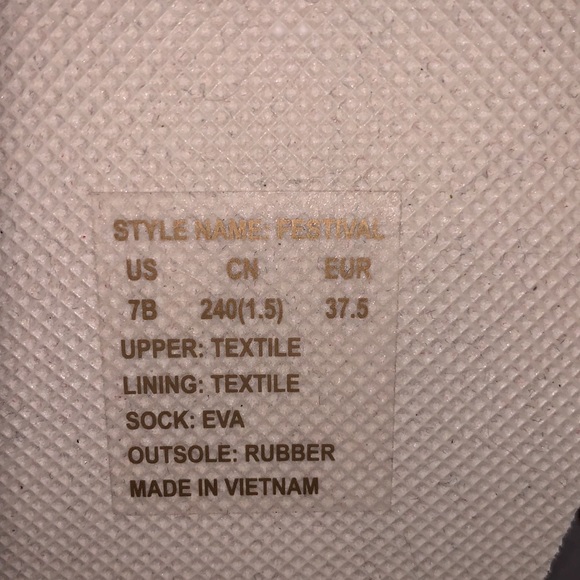 STYLE NAME: FESTIVAL
US CN EUR
7B 240(1.5) 37.5
UPPER: TEXTILE
LINING: TEXTILE
SOCK: EVA
OUTSOLE: RUBBER
MADE IN VIETNAM